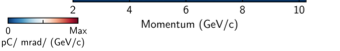 2 4 6 8 10
Momentum (GeV/c)
0 Max
pC/ mrad/ (GeV/c)